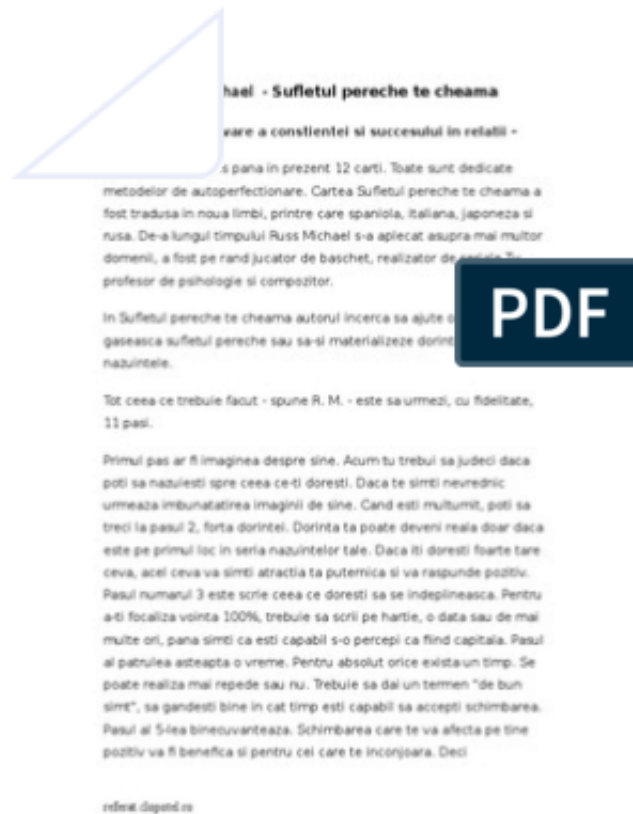 hael - Sufletul pereche te cheama
ware a constientei si succesului in relatii -
s pana in prezent 12 carti. Toate sunt dedicate
metodelor de autoperfectionare. Cartea Sufletul pereche te cheama a
fost tradusa in noua limbi, printre care spaniola, italiana, japoneza si
rusa. De-a lungul timpului Russ Michael s-a aplecat asupra mai multor
domenii, a fost pe rand jucator de baschet, realizator de
profesor de psihologie si compozitor.
PDF
In Sufletul pereche te cheama autorul incerca sa ajute
gaseasca sufletul pereche sau sa-si materializeze
nazuintele.
Tot ceea ce trebuie facut - spune R. M. - este sa urmezi, cu fidelitate,
11 pasi.
Primul pas ar fi imaginea despre sine. Acum tu trebui sa judeci daca
poti sa nazuiesti spre ceea ce-ti doresti. Daca te simti nevrednic
urmeaza imbunatatirea imaginii de sine. Cand esti multumit, poti sa
treci la pasul 2, forta dorintei. Dorinta ta poate deveni reala doar daca
este pe primul loc in seria nazuintelor tale. Daca iti doresti foarte tare
ceva, acel ceva va simti atractia ta puternica si va raspunde pozitiv.
Pasul numarul 3 este scrie ceea ce doresti sa se indeplineasca. Pentru
a-ti focaliza vointa 100%, trebuie sa scrii pe hartie, o data sau de mai
multe ori, pana simti ca esti capabil s-o percepi ca fiind capitala. Pasul
al patrulea asteapta o vreme. Pentru absolut orice exista un timp. Se
poate realiza mai repede sau nu. Trebuie sa dai un termen "de bun
simt", sa gandesti bine in cat timp esti capabil sa accepti schimbarea.
Pasul al 5-lea binecuvanteaza. Schimbarea care te va afecta pe tine
pozitiv va fi benefica si pentru cei care te inconjoara. Deci
referat.clopotel.ro